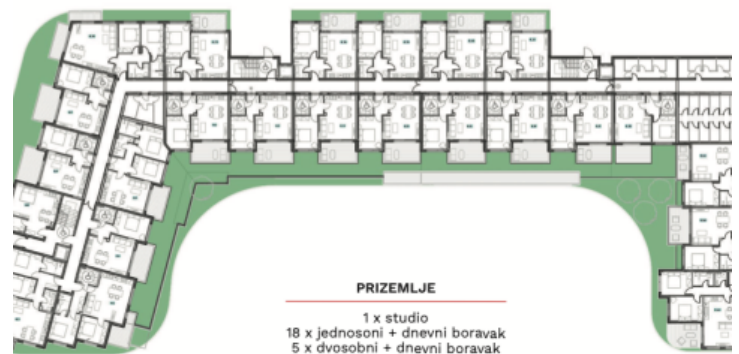 PRIZEMLJE
1 x studio
18 x jednosoni + dnevni boravak
5 x dvosobni + dnevni boravak